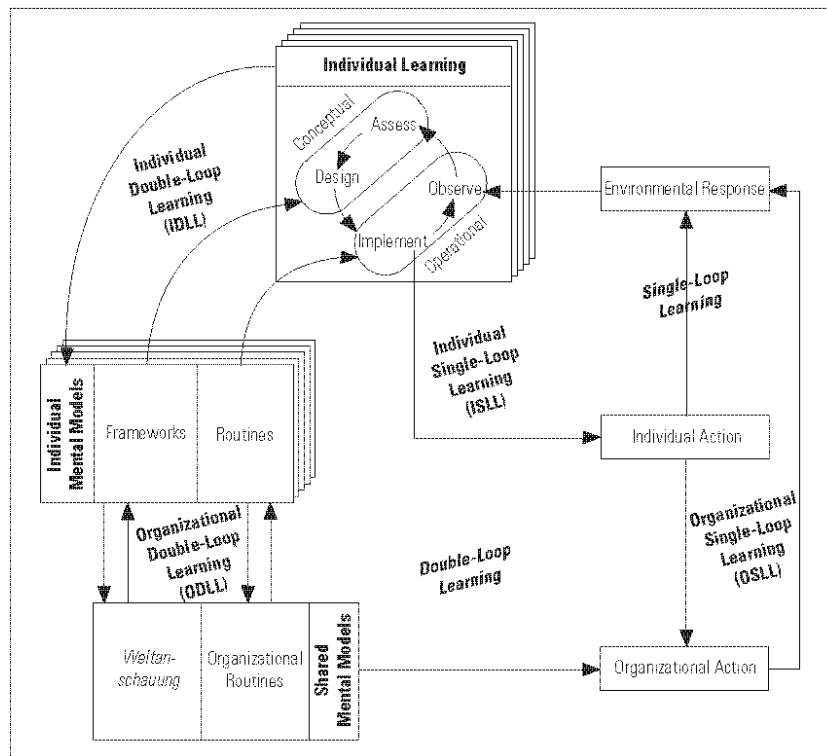 Individual Learning
Conceptual
Assess
Design
Observe
Implement
Operational
Individual
Double-Loop
Learning
(IDLL)
Environmental Response
Single-Loop
Learning
Individual
Single-Loop
Learning
(ISLL)
Individual
Mental Models
Frameworks
Routines
Individual Action
Organizational
Double-Loop
Learning
(ODLL)
Double-Loop
Learning
Organizational
Single-Loop
Learning
(OSLL)
Weltan-
schauung
Organizational
Routines
Shared
Mental Models
Organizational Action